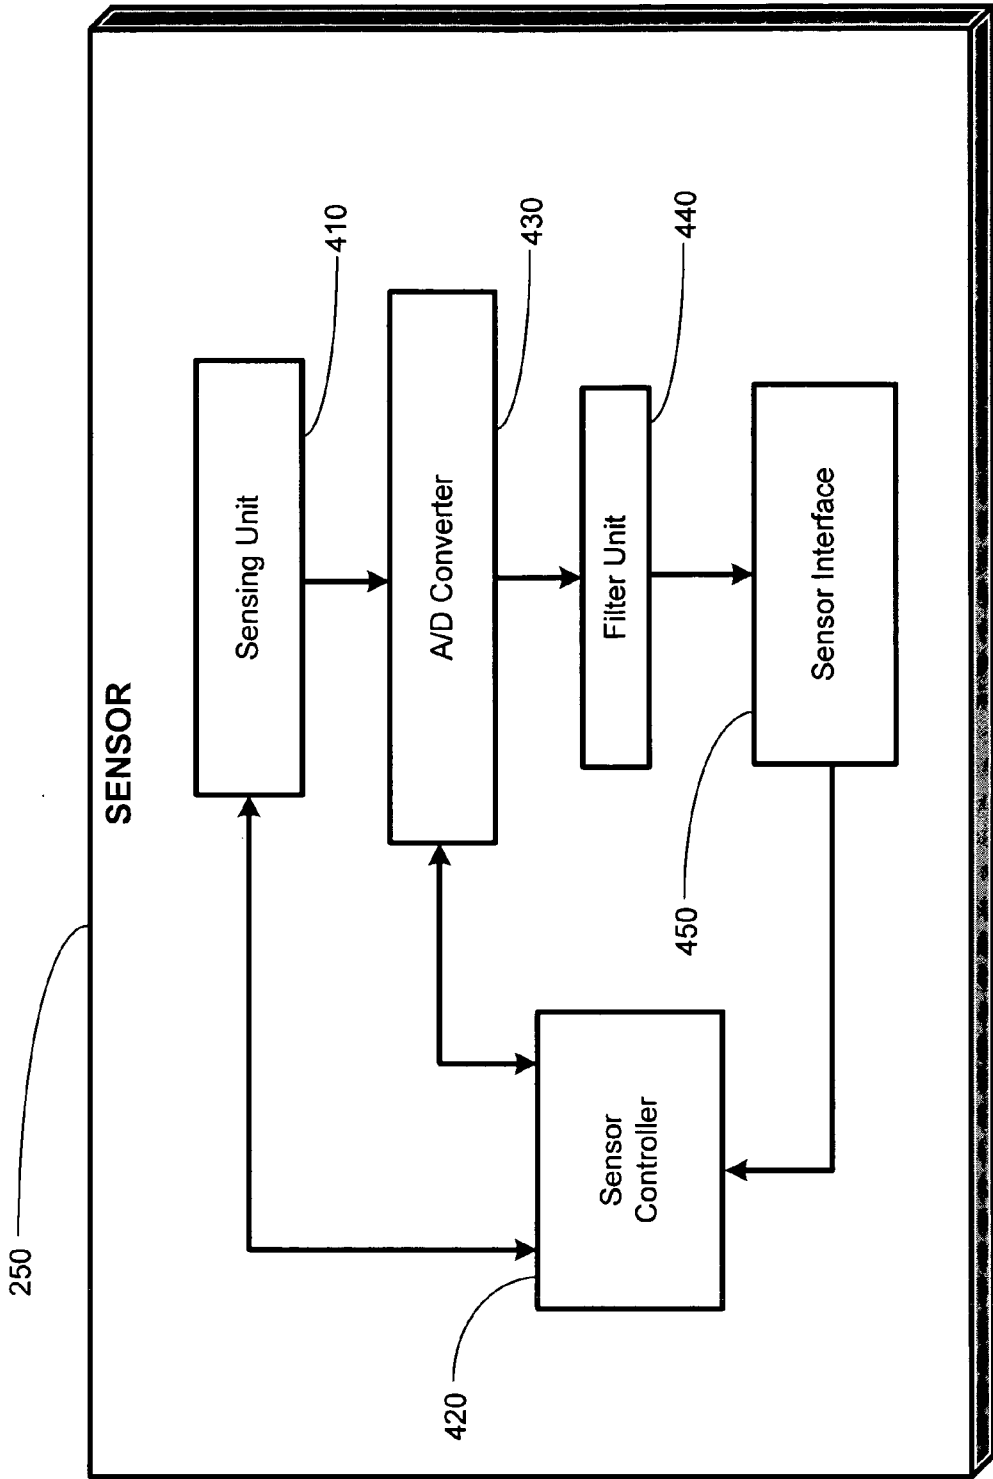 250
SENSOR
Sensing Unit
410
A/D Converter
430
Filter Unit
440
Sensor Interface
450
Sensor
Controller
420